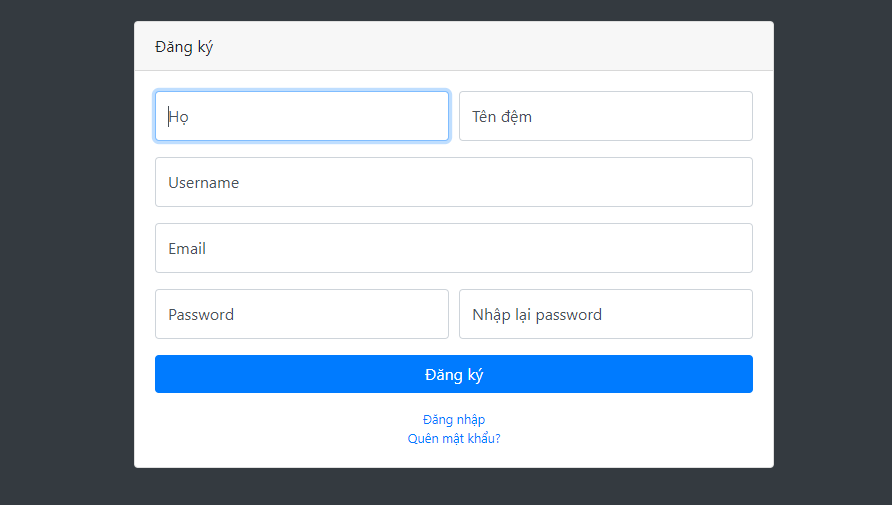 Đăng ký
Họ
Tên đệm
Username
Email
Password
Nhập lại password
Đăng ký
Đăng nhập
Quên mật khẩu?